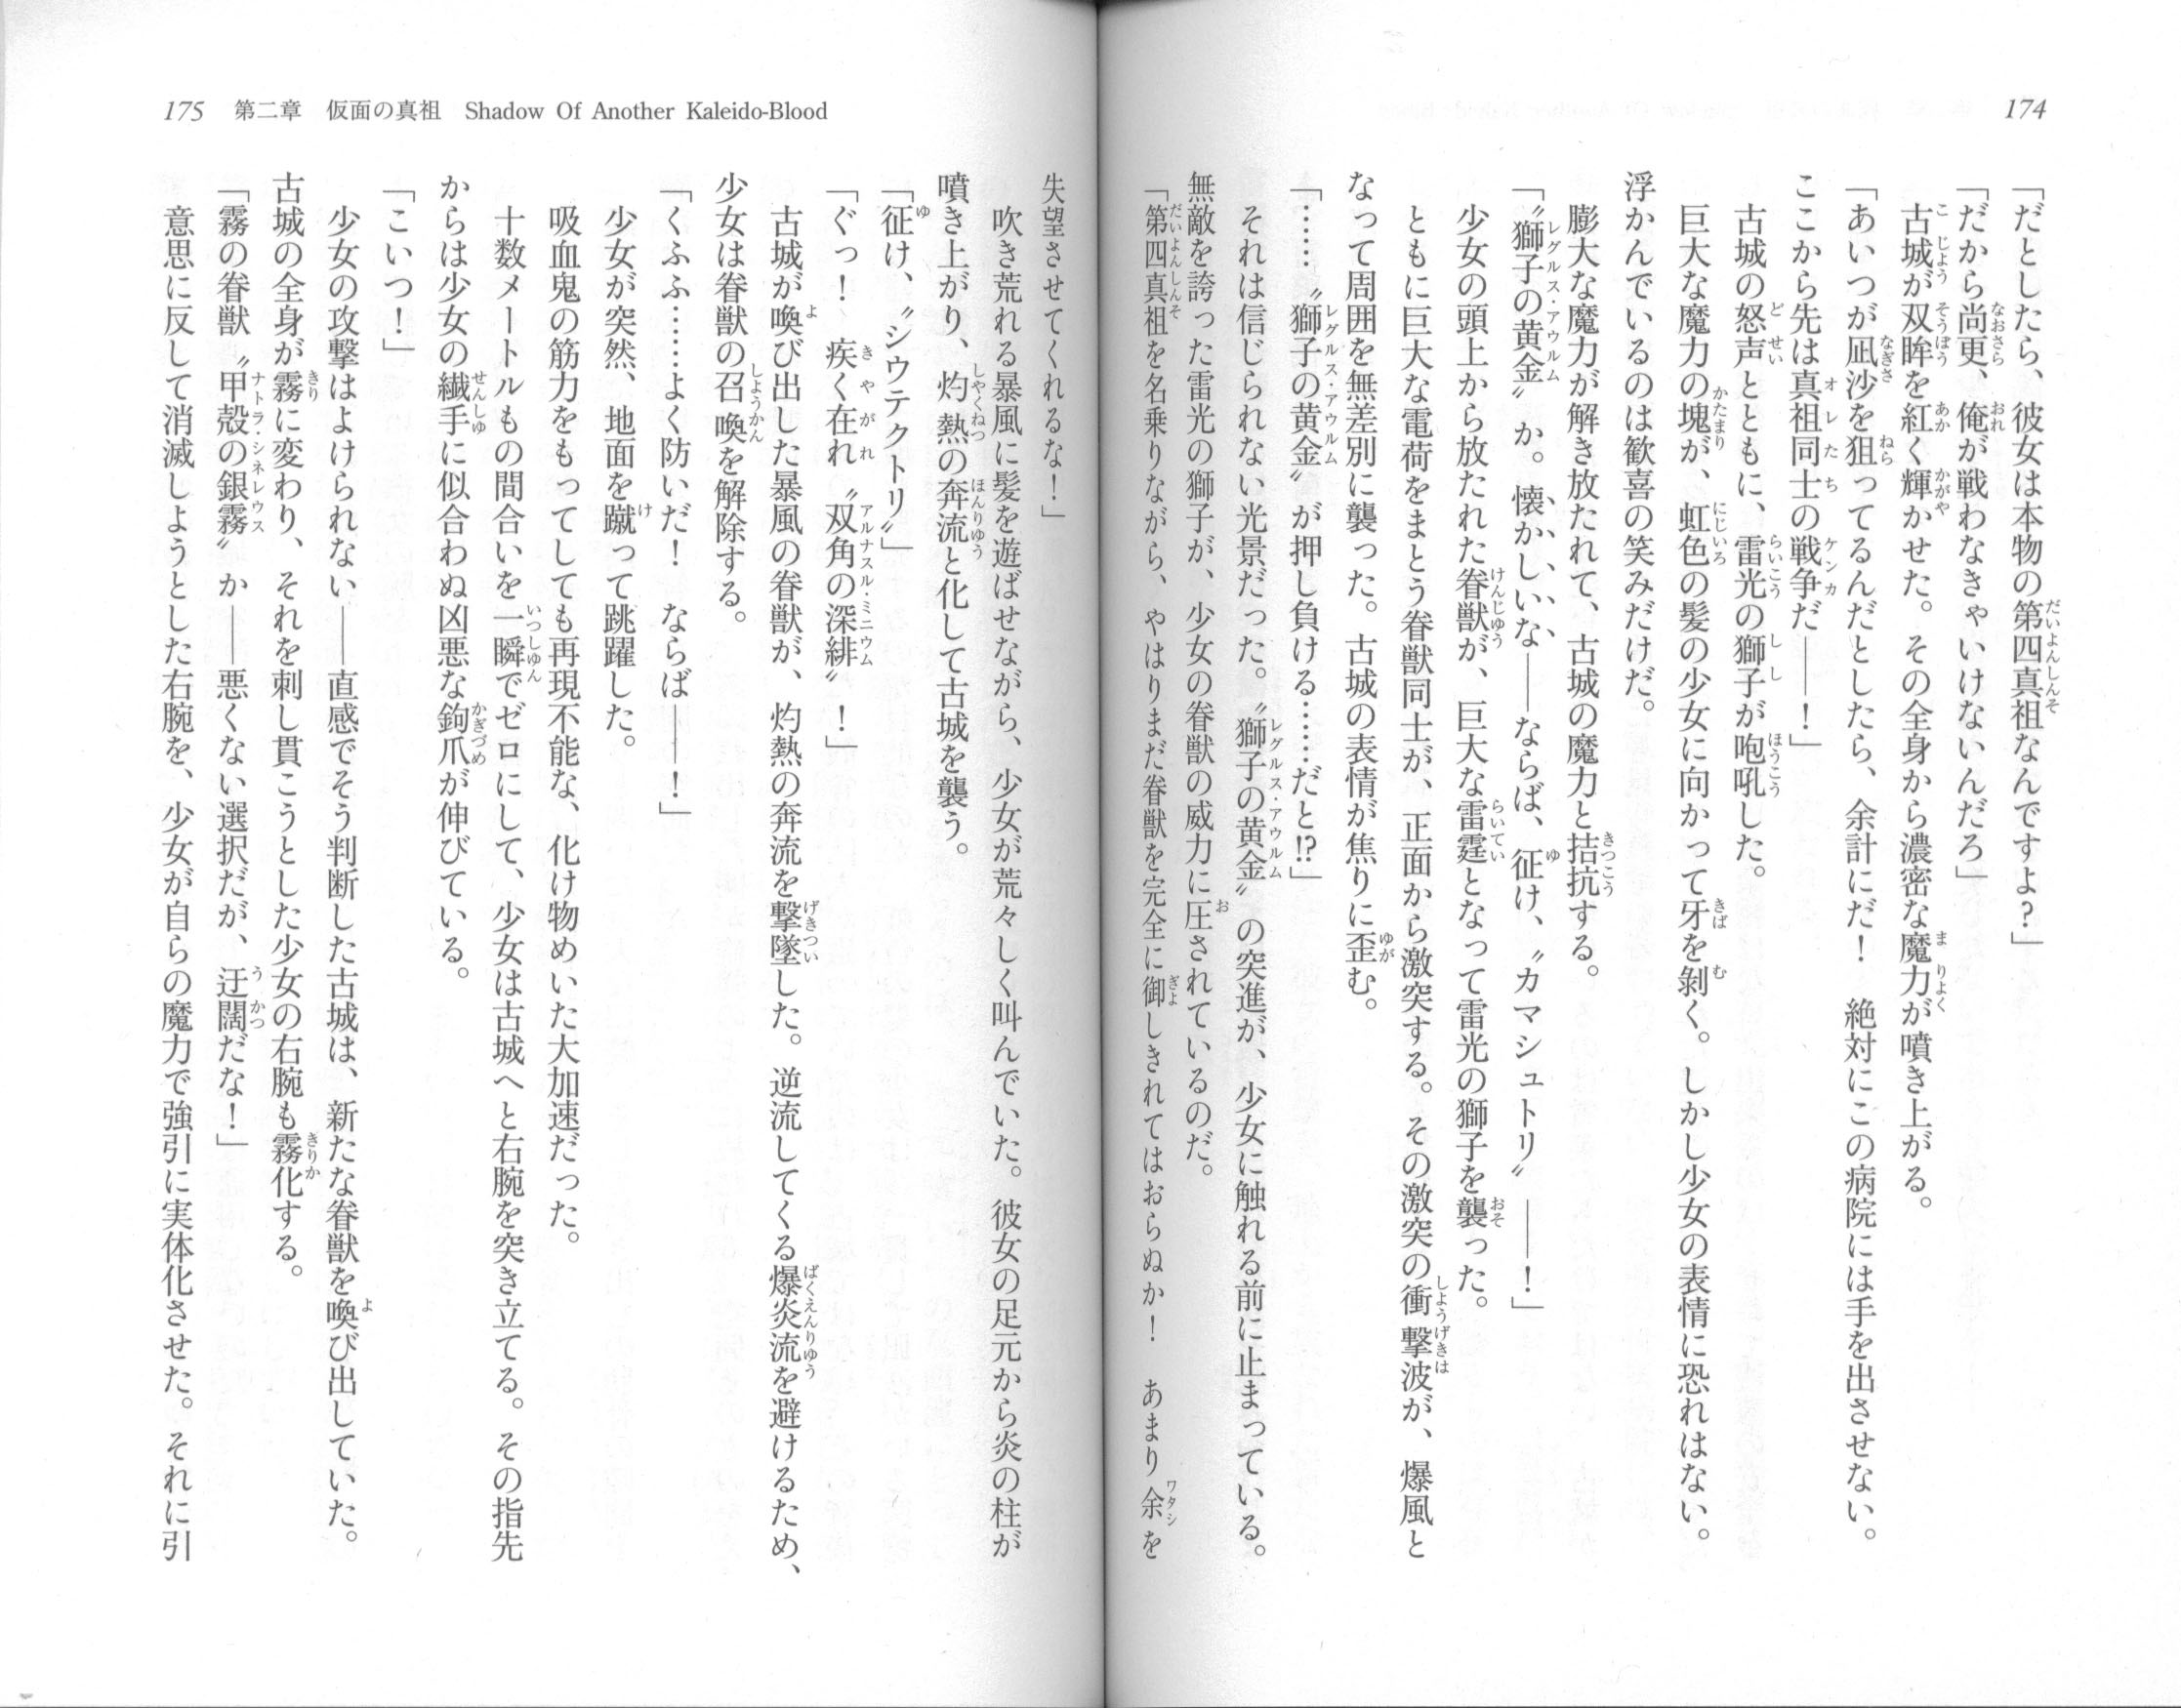 174
「だとしたら、彼女は本物の第四真祖なんですよ？」
「だから尚更、俺が戦わなきゃいけないんだろ」
　古城が双眸を紅く輝かせた。その全身から濃密な魔力が噴き上がる。
「あいつが凪沙を狙ってるんだとしたら、余計にだ！　絶対にこの病院には手を出させない。
ここから先は真祖同士の戦争だ――！」
　古城の怒声とともに、雷光の獅子が咆吼した。
　巨大な魔力の塊が、虹色の髪の少女に向かって牙を剝く。しかし少女の表情に恐れはない。
浮かんでいるのは歓喜の笑みだけだ。
　膨大な魔力が解き放たれて、古城の魔力と拮抗する。
「〝獅子の黄金〟か。懐かしいな――ならば、征け、〝カマシュトリ〟――！」
　少女の頭上から放たれた眷獣が、巨大な雷霆となって雷光の獅子を襲った。
　ともに巨大な電荷をまとう眷獣同士が、正面から激突する。その激突の衝撃波が、爆風と
なって周囲を無差別に襲った。古城の表情が焦りに歪む。
「……〝獅子の黄金〟が押し負ける……だと!?」
　それは信じられない光景だった。〝獅子の黄金〟の突進が、少女に触れる前に止まっている。
無敵を誇った雷光の獅子が、少女の眷獣の威力に圧されているのだ。
「第四真祖を名乗りながら、やはりまだ眷獣を完全に御しきれてはおらぬか！　あまり余を
175　第二章　仮面の真祖　Shadow Of Another Kaleido-Blood
失望させてくれるな！」
　吹き荒れる暴風に髪を遊ばせながら、少女が荒々しく叫んでいた。彼女の足元から炎の柱が
噴き上がり、灼熱の奔流と化して古城を襲う。
「征け、〝シウテクトリ〟」
「ぐっ！　疾く在れ〝双角の深緋〟！」
　古城が喚び出した暴風の眷獣が、灼熱の奔流を撃墜した。逆流してくる爆炎流を避けるため、
少女は眷獣の召喚を解除する。
「くふふ……よく防いだ！　ならば――！」
　少女が突然、地面を蹴って跳躍した。
　吸血鬼の筋力をもってしても再現不能な、化け物めいた大加速だった。
　十数メートルもの間合いを一瞬でゼロにして、少女は古城へと右腕を突き立てる。その指先
からは少女の繊手に似合わぬ凶悪な鉤爪が伸びている。
「こいつ！」
　少女の攻撃はよけられない――直感でそう判断した古城は、新たな眷獣を喚び出していた。
古城の全身が霧に変わり、それを刺し貫こうとした少女の右腕も霧化する。
「霧の眷獣〝甲殻の銀霧〟か――悪くない選択だが、迂闊だな！」
　意思に反して消滅しようとした右腕を、少女が自らの魔力で強引に実体化させた。それに引